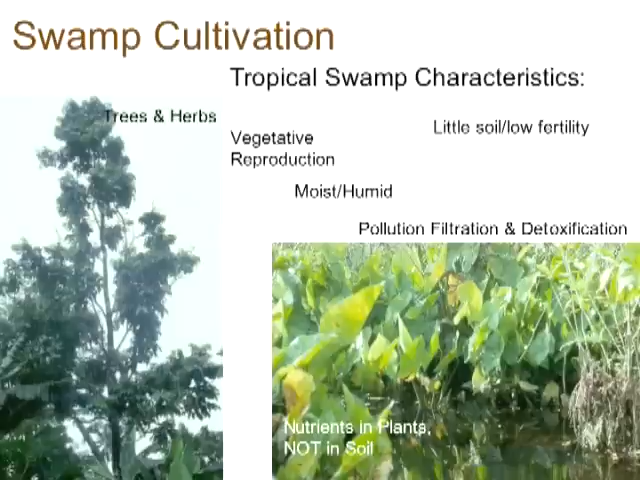 Swamp Cultivation
Tropical Swamp Characteristics:
Trees & Herbs
Little soil/low fertility
Vegetative
Reproduction
Moist/Humid
Pollution Filtration & Detoxification
Nutrients in Plants,
NOT in Soil